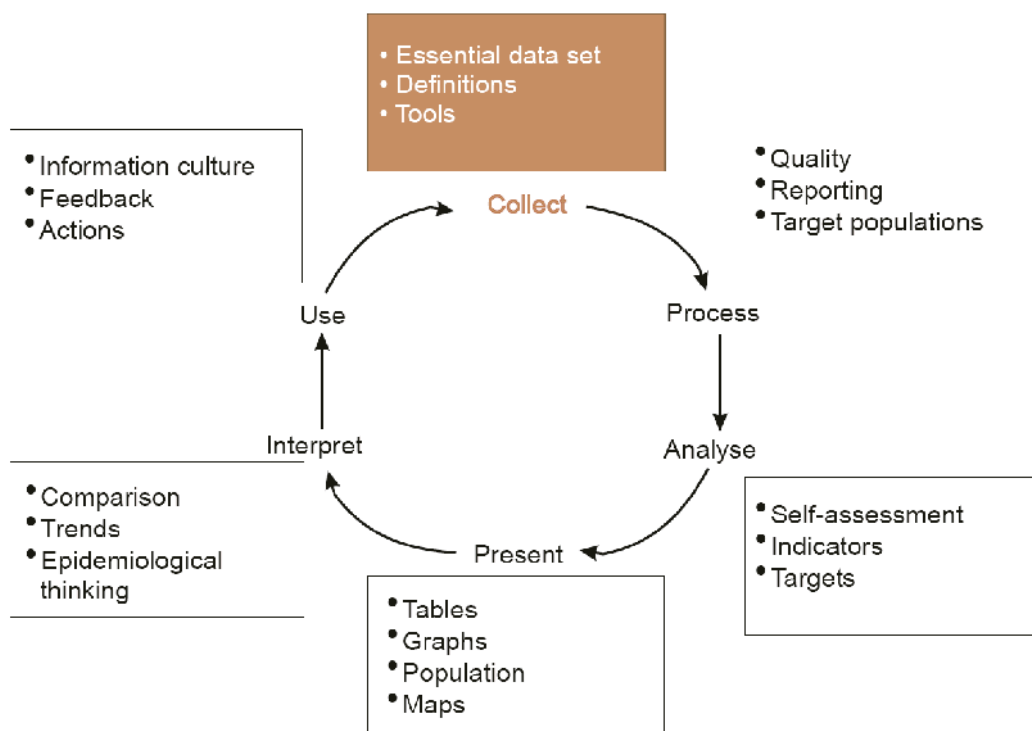 • Essential data set
• Definitions
• Tools
Collect
• Information culture
• Feedback
• Actions
• Quality
• Reporting
• Target populations
Use
Process
Interpret
Analyse
• Comparison
• Trends
• Epidemiological
thinking
Present
• Self-assessment
• Indicators
• Targets
• Tables
• Graphs
• Population
• Maps